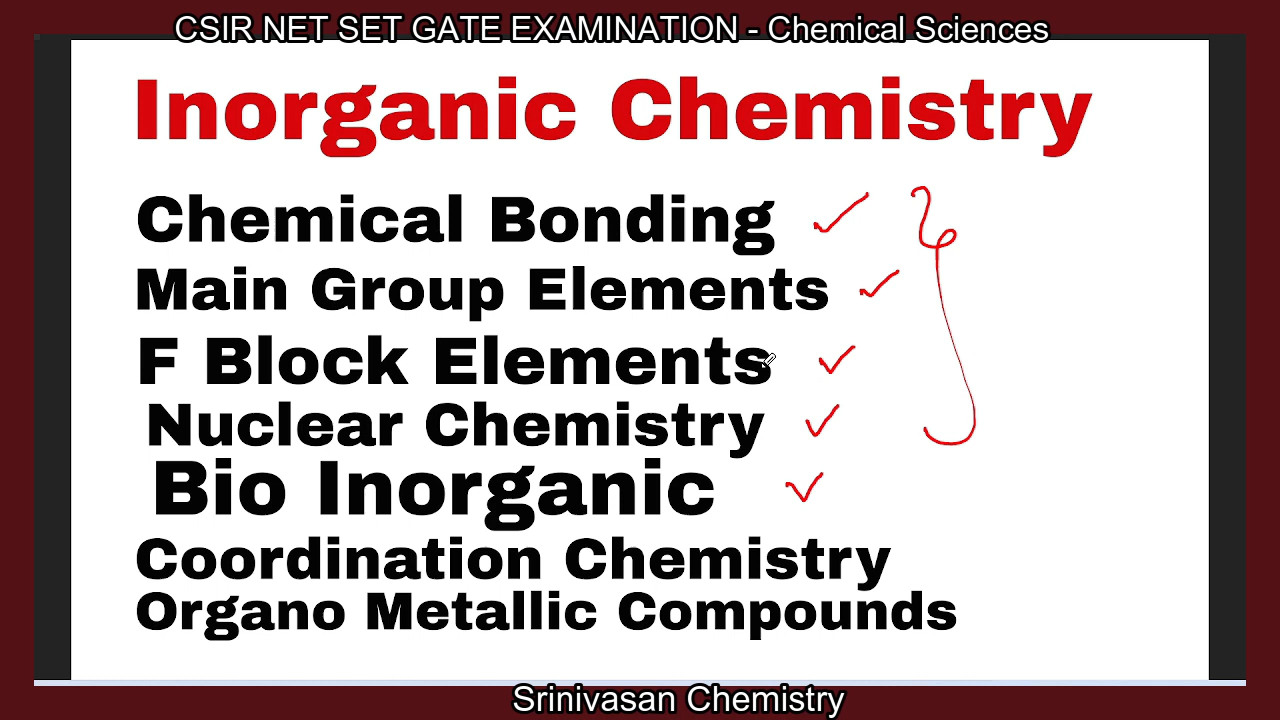 CSIR NET SET GATE EXAMINATION - Chemical Sciences
Inorganic Chemistry
Chemical Bonding
Main Group Elements
F Block Elements
Nuclear Chemistry
Bio Inorganic
Coordination Chemistry
Organo Metallic Compounds
Srinivasan Chemistry